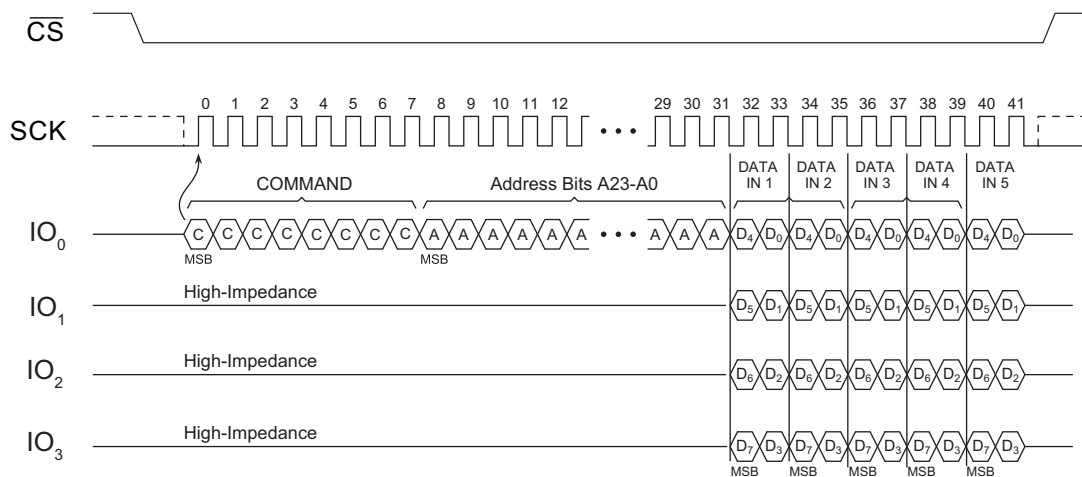 CS
SCK
0 1 2 3 4 5 6 7 8 9 10 11 12 29 30 31 32 33 34 35 36 37 38 39 40 41
COMMAND
Address Bits A23-A0
DATA IN 1
DATA IN 2
DATA IN 3
DATA IN 4
DATA IN 5
IO0
C C C C C C C C A A A A A A A A A D4 D0 D4 D0 D4 D0 D4 D0 D4 D0
MSB MSB
High-Impedance
IO1
D5 D1 D5 D1 D5 D1 D5 D1 D5 D1
High-Impedance
IO2
D6 D2 D6 D2 D6 D2 D6 D2 D6 D2
High-Impedance
IO3
D7 D3 D7 D3 D7 D3 D7 D3 D7 D3
MSB MSB MSB MSB MSB